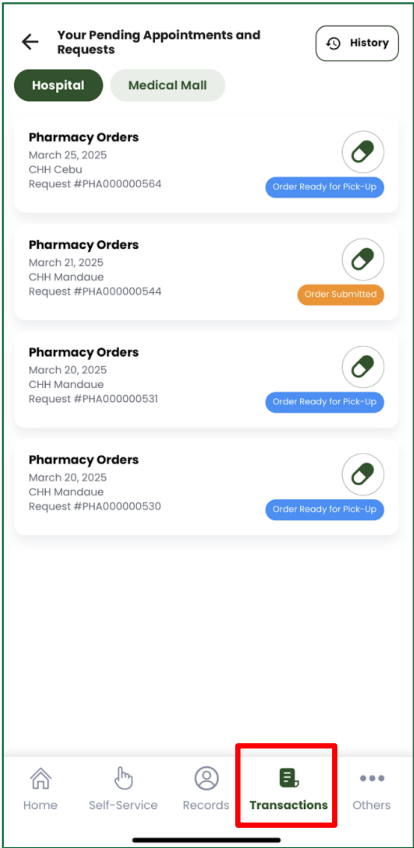 Your Pending Appointments and
Requests
History
Hospital
Medical Mall
Pharmacy Orders
March 25, 2025
CHH Cebu
Request #PHA000000564
Order Ready for Pick-Up
Pharmacy Orders
March 21, 2025
CHH Mandaue
Request #PHA000000544
Order Submitted
Pharmacy Orders
March 20, 2025
CHH Mandaue
Request #PHA000000531
Order Ready for Pick-Up
Pharmacy Orders
March 20, 2025
CHH Mandaue
Request #PHA000000530
Order Ready for Pick-Up
Home
Self-Service
Records
Transactions
Others